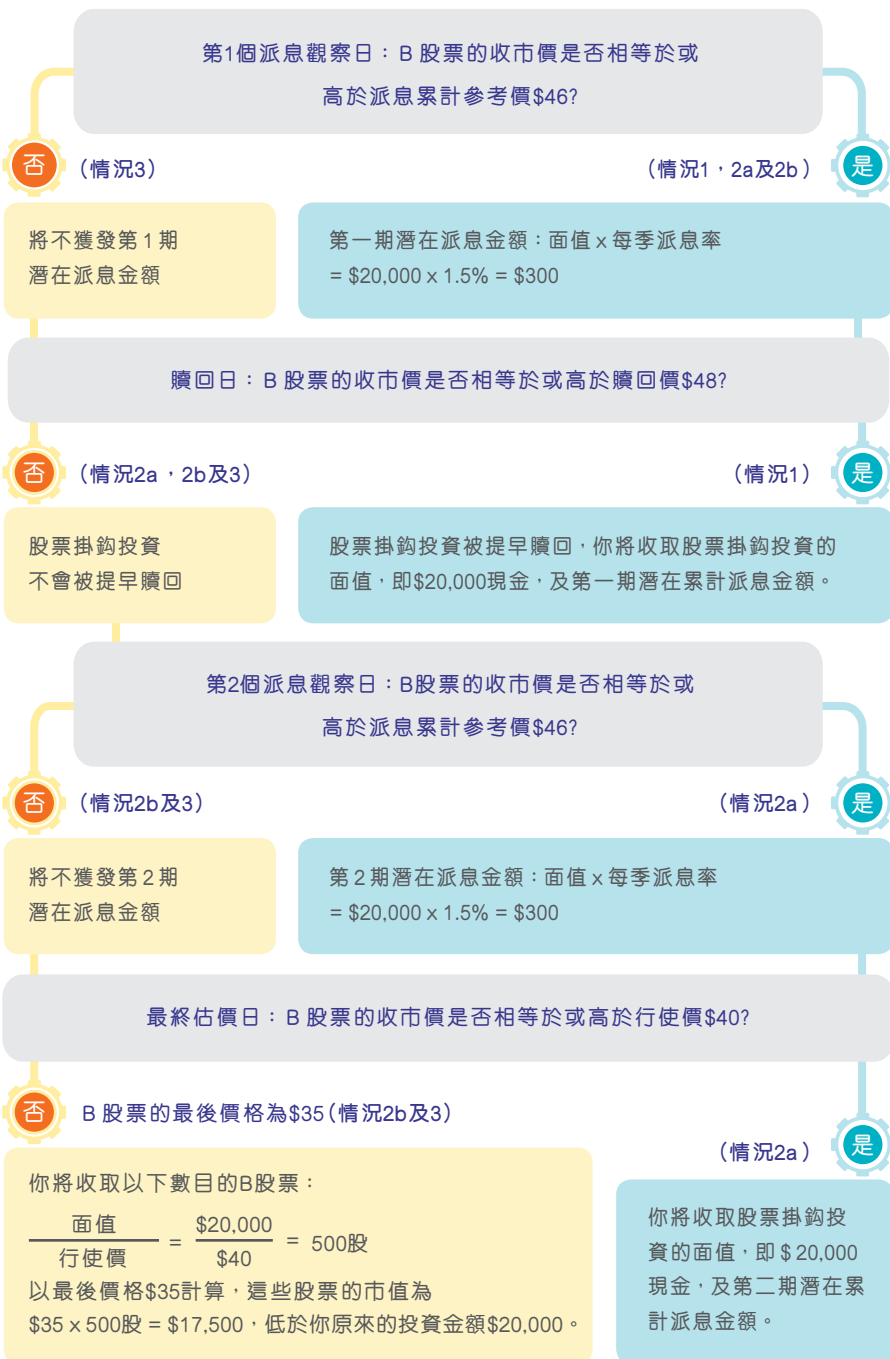 第1個派息觀察日：B 股票的收市價是否相等於或
高於派息累計參考價$46?
否
（情況3）
（情況1，2a及2b）
是
將不獲發第1期
潛在派息金額
第一期潛在派息金額：面值 x 每季派息率
= $20,000 x 1.5% = $300
贖回日：B 股票的收市價是否相等於或高於贖回價$48?
否
（情況2a，2b及3）
（情況1）
是
股票掛鈎投資
不會被提早贖回
股票掛鈎投資被提早贖回，你將收取股票掛鈎投資的
面值，即$20,000現金，及第一期潛在累計派息金額。
第2個派息觀察日：B股票的收市價是否相等於或
高於派息累計參考價$46?
否
（情況2b及3）
（情況2a）
是
將不獲發第2期
潛在派息金額
第2期潛在派息金額：面值 x 每季派息率
= $20,000 x 1.5% = $300
最終估價日：B 股票的收市價是否相等於或高於行使價$40?
否
B 股票的最後價格為$35（情況2b及3）
（情況2a）
是
你將收取以下數目的B股票：
面值
行使價
=
$20,000
$40
= 500股
以最後價格$35計算，這些股票的市值為
$35 x 500股 = $17,500，低於你原來的投資金額$20,000。
你將收取股票掛鈎投
資的面值，即＄20,000
現金，及第二期潛在累
計派息金額。